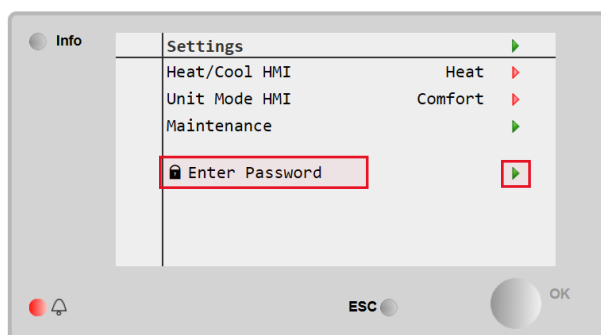 Info
Settings
Heat/Cool HMI Heat
Unit Mode HMI Comfort
Maintenance
Enter Password
ESC
OK